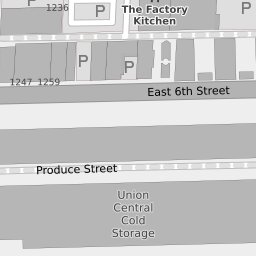 P
1236
P
P
The Factory
Kitchen
P
P
1247 1259
East 6th Street
Produce Street
Union
Central
Cold
Storage